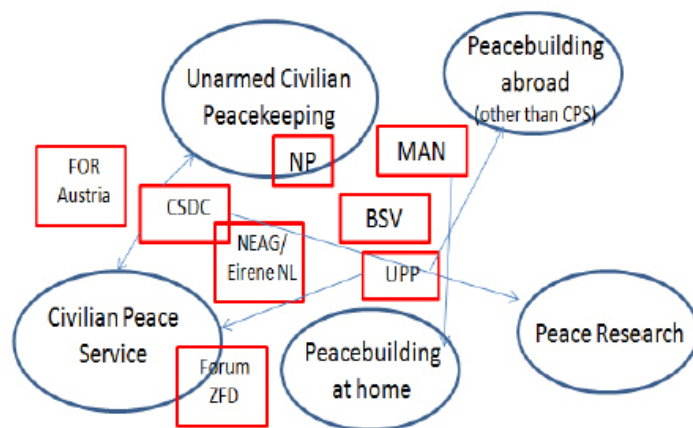 Unarmed Civilian
Peacekeeping
Peacebuilding
abroad
(other than CPS)
NP
MAN
FOR
Austria
CSDC
BSV
NEAG/
Eirene NL
UPP
Civilian Peace
Service
Forum
ZFD
Peacebuilding
at home
Peace Research